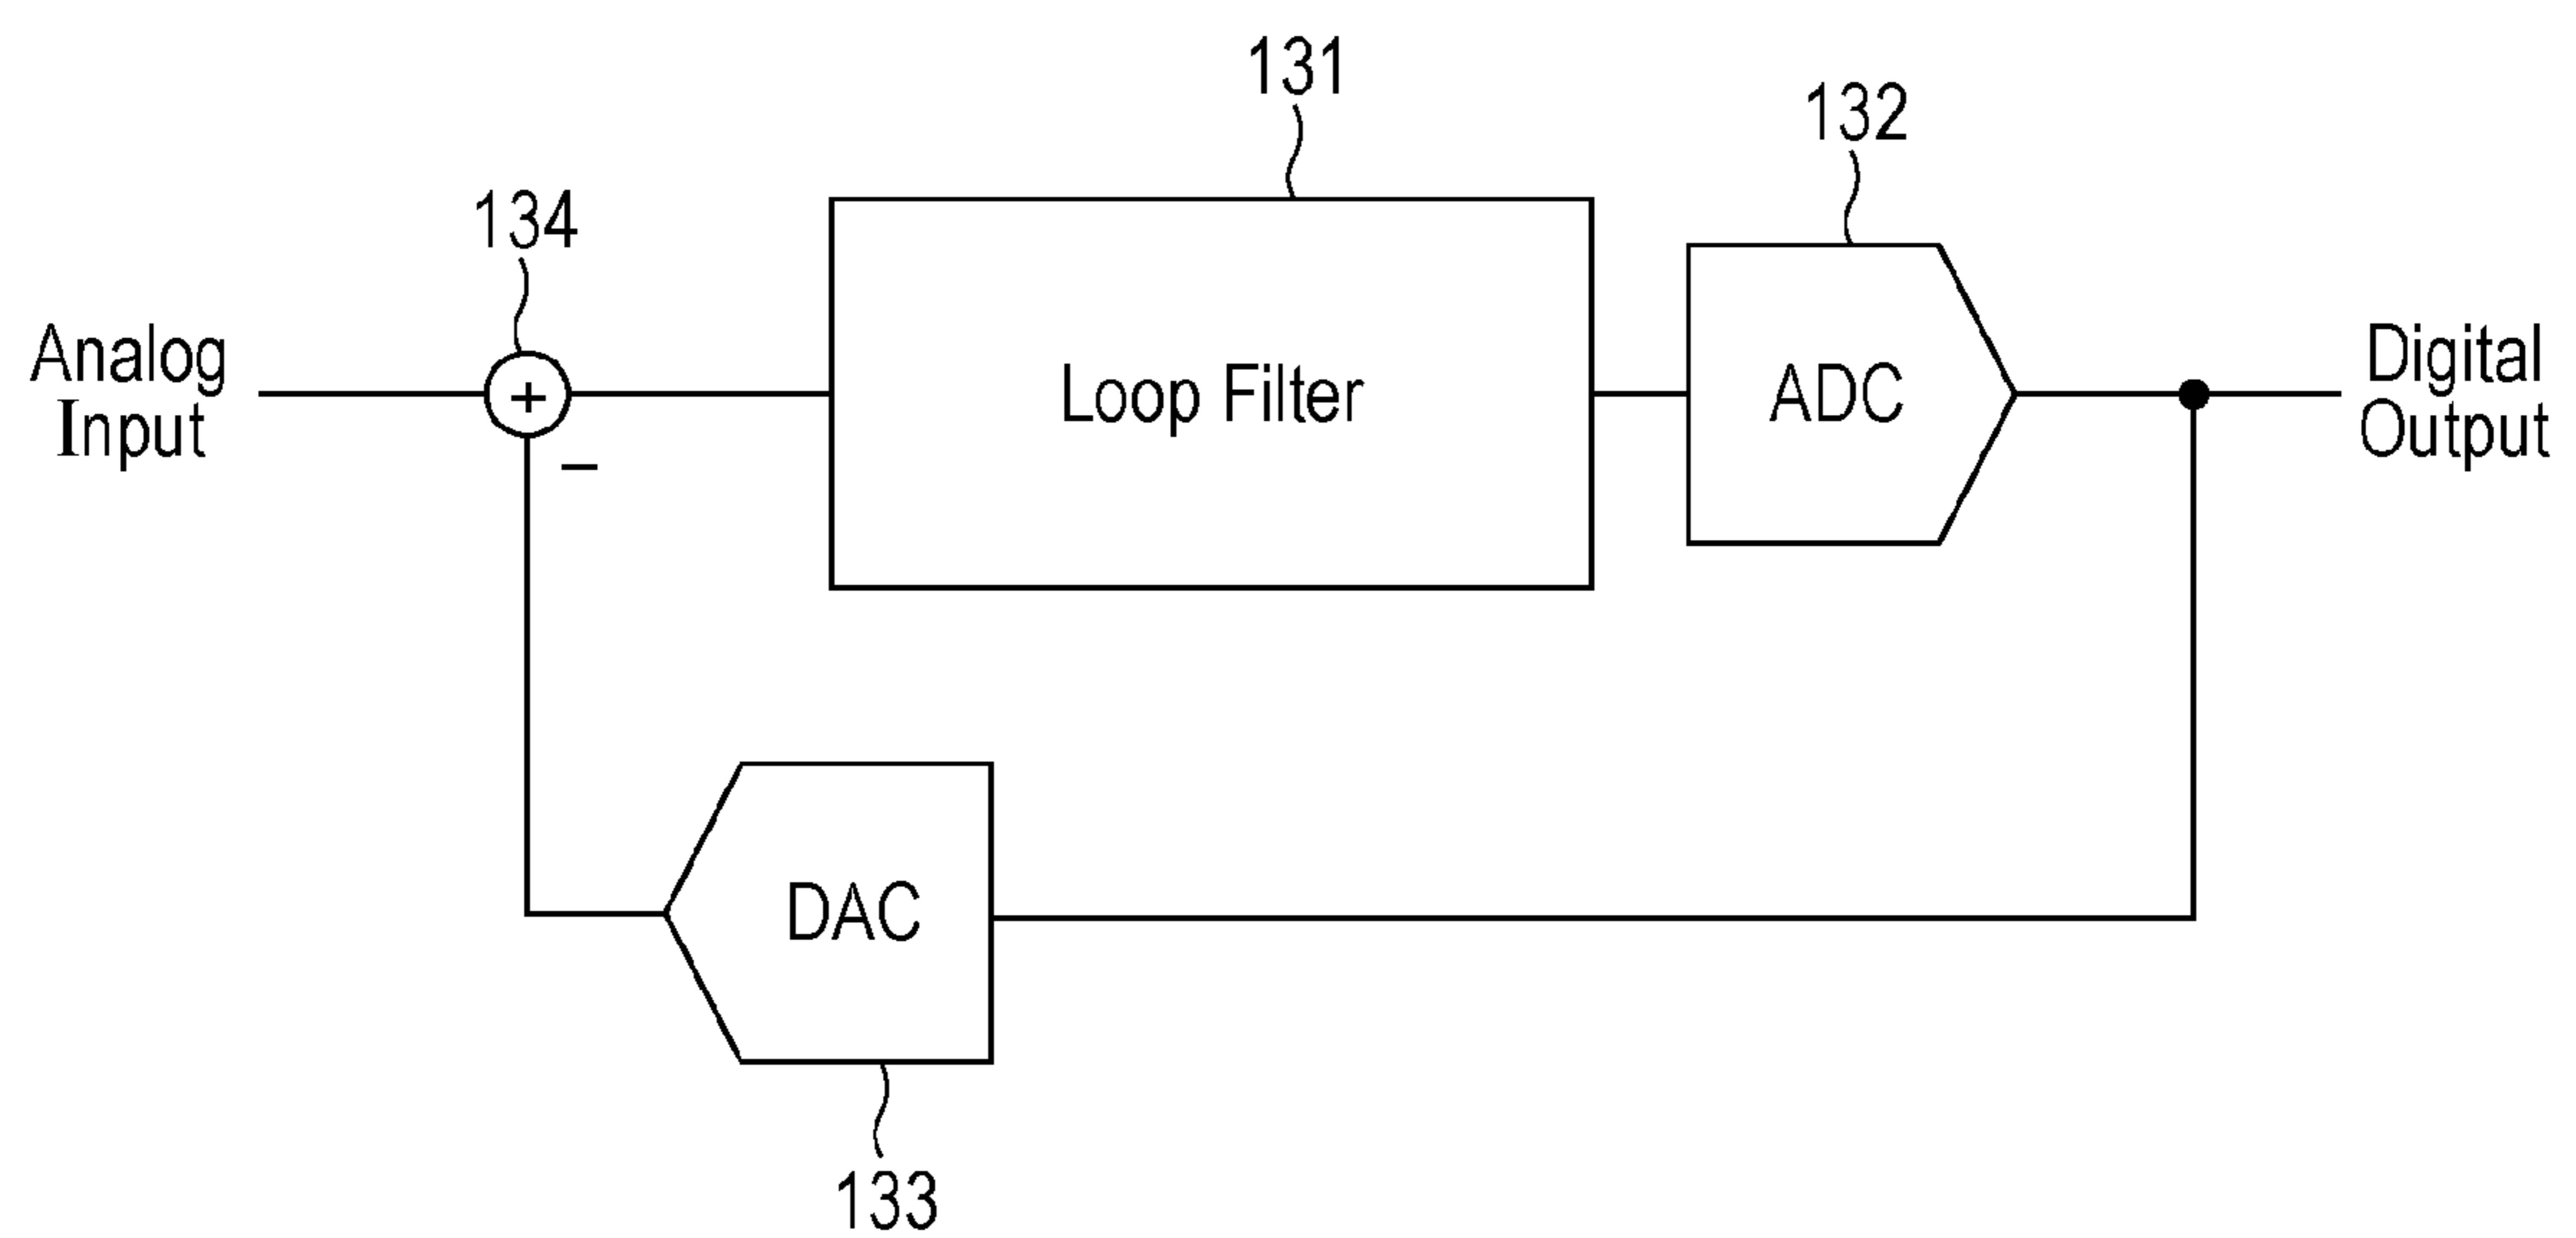 131
132
134
Analog
Input
+
Loop Filter
ADC
Digital
Output
−
DAC
133